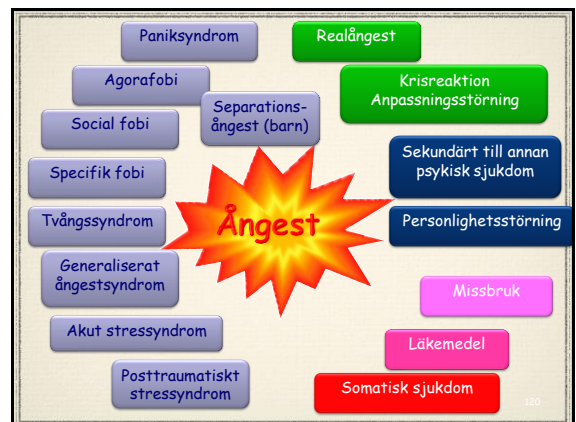 Paniksyndrom
Realångest
Agorafobi
Krisreaktion
Anpassningsstörning
Separations-
ångest (barn)
Social fobi
Sekundärt till annan
psykisk sjukdom
Specifik fobi
Tvångssyndrom
Ångest
Personlighetsstörning
Generaliserat
ångestsyndrom
Missbruk
Akut stressyndrom
Läkemedel
Posttraumatiskt
stressyndrom
Somatisk sjukdom
120